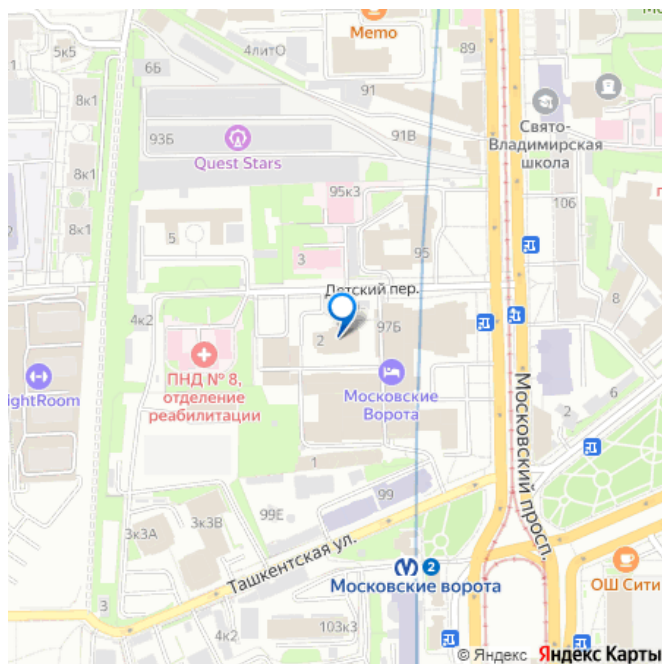 Memo
5к5
6Б
4литО
89
8к1
91
93Б
91В
Quest Stars
Свято-
Владимирская
школа
95к3
106
8к1
5
3
95
Детский пер.
8
4к2
2
97Б
ightRoom
ПНД № 8,
отделение
реабилитации
Московские
Ворота
2
6
Московский просп.
1
99
99Е
3к3В
3к3А
Ташкентская ул.
2
Московские ворота
ОШ Сити
3
103к3
4к2
© Яндекс Яндекс Карты